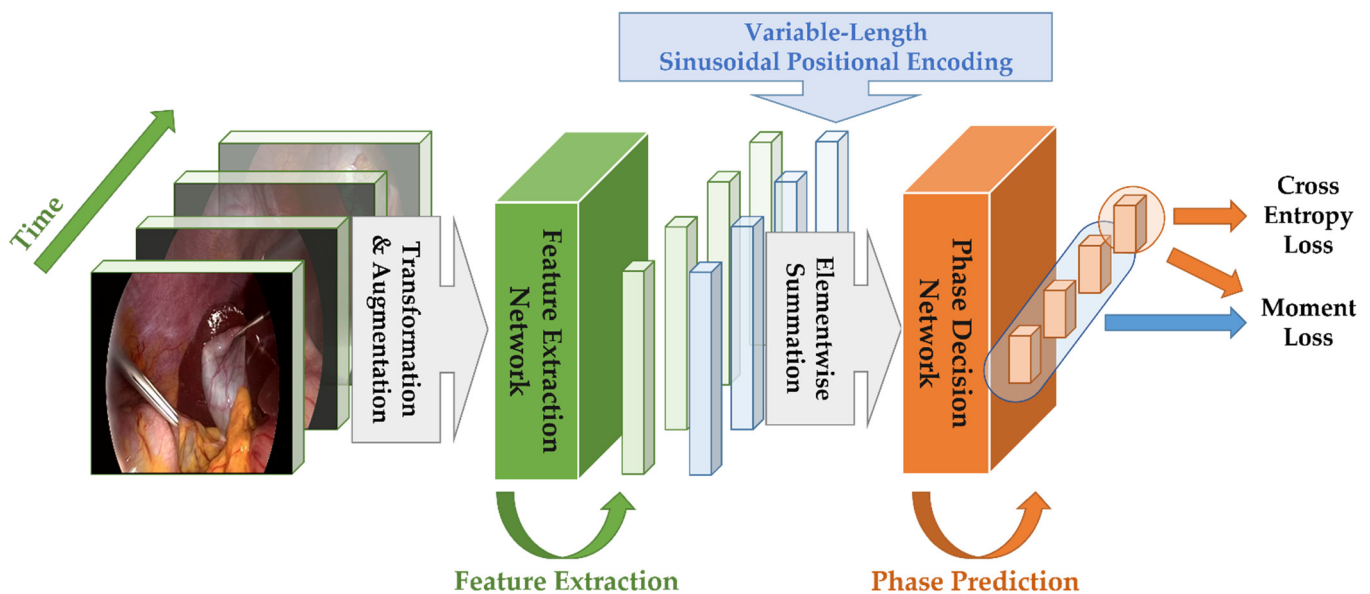 Variable-Length
Sinusoidal Positional Encoding
Time
Transformation
& Augmentation
Feature Extraction
Network
Elementwise
Summation
Phase Decision
Network
Cross
Entropy
Loss
Moment
Loss
Feature Extraction
Phase Prediction